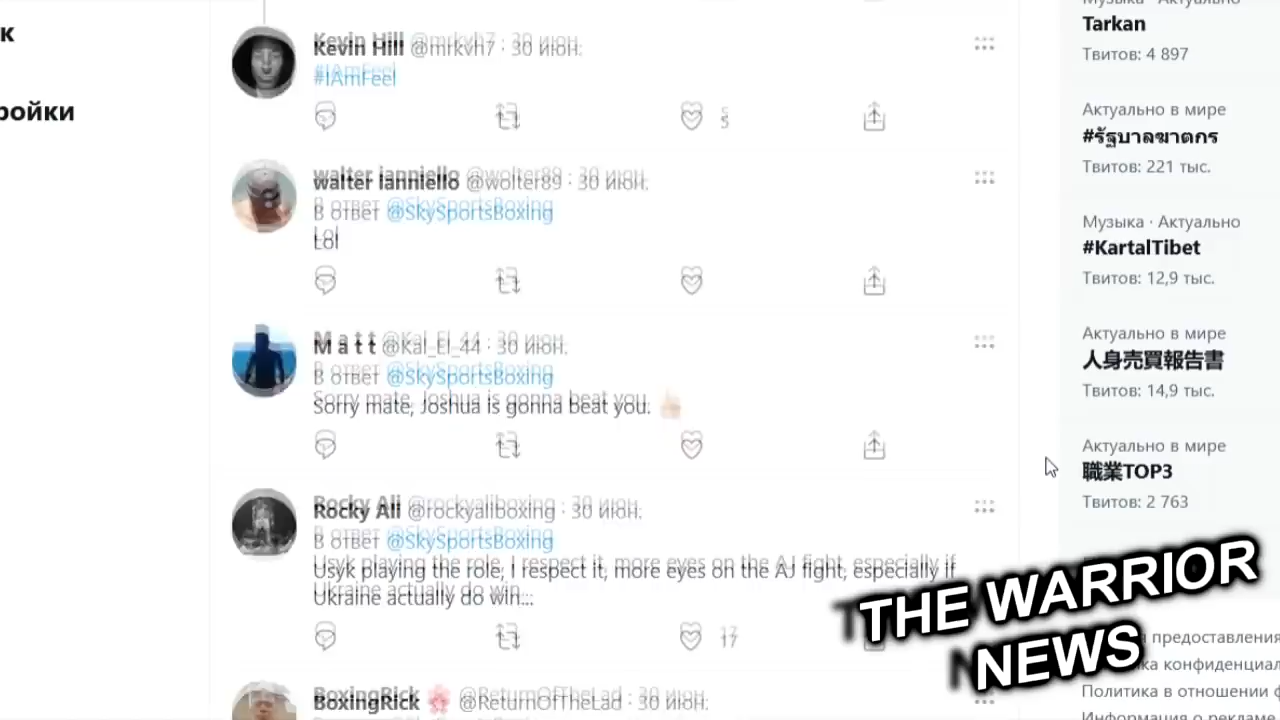 к
ройки
Kevin Hill @mrkvh7 · 30 июн.
#IAmFeel
5
walter ianniello @wolter89 · 30 июн.
В ответ @SkySportsBoxing
Lol
M a t t @Kal_El_44 · 30 июн.
В ответ @SkySportsBoxing
Sorry mate, Joshua is gonna beat you.
Rocky Ali @rockyaliboxing · 30 июн.
В ответ @SkySportsBoxing
Usyk playing the role, I respect it, more eyes on the AJ fight, especially if
Ukraine actually do win...
17
BoxingRick 🌸 @ReturnOfTheLad · 30 июн.
Музыка · Актуально
Tarkan
Твитов: 4 897
Актуально в мире
#รัฐบาลฆาตกร
Твитов: 221 тыс.
Музыка · Актуально
#KartalTibet
Твитов: 12,9 тыс.
Актуально в мире
人身売買報告書
Твитов: 14,9 тыс.
Актуально в мире
職業TOP3
Твитов: 2 763
предоставления
ка конфиденциал
Политика в отношении ф
Информация о рекламе
THE WARRIOR
NEWS